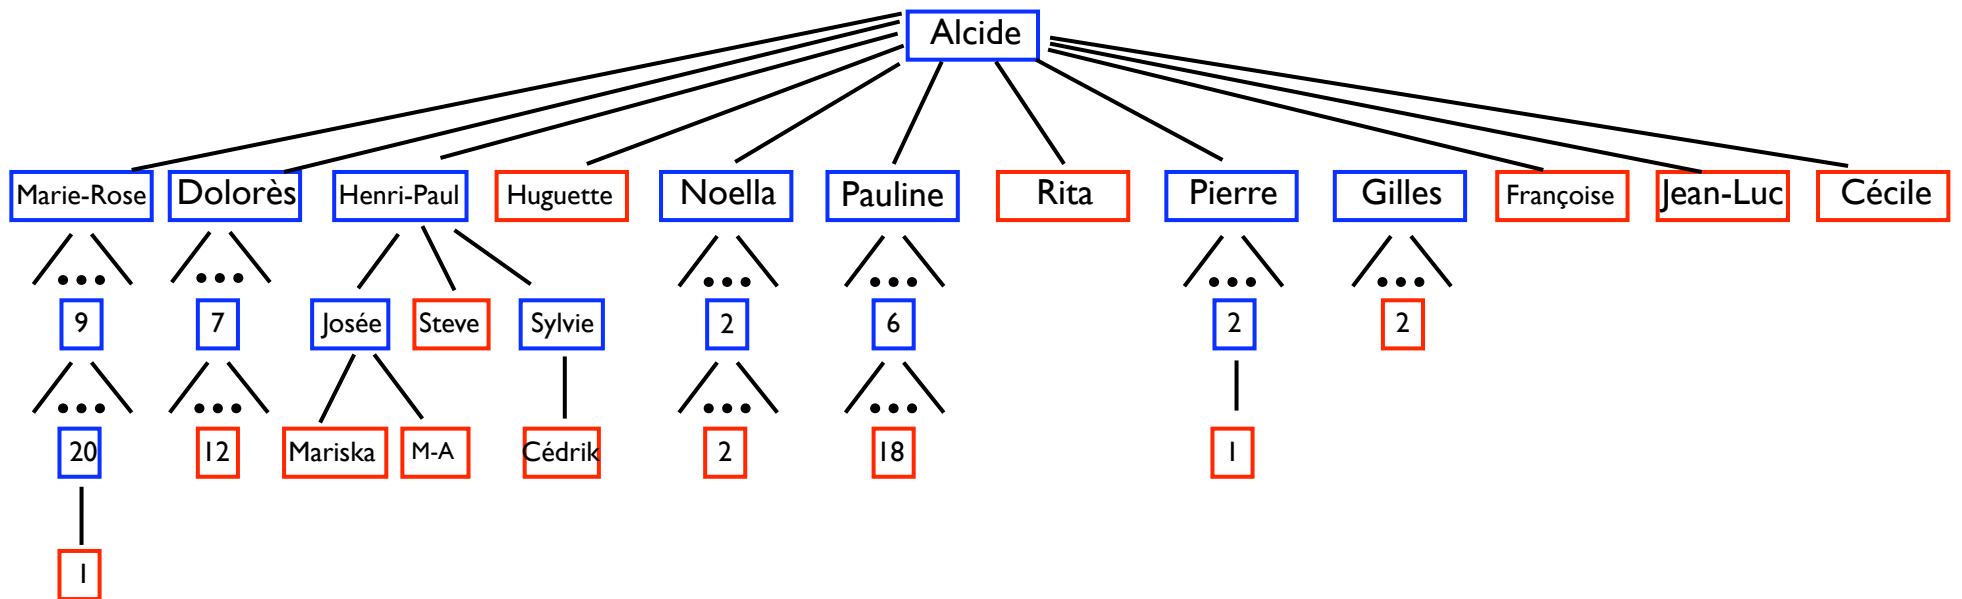 Alcide
Marie-Rose Dolorès Henri-Paul Huguette Noella Pauline Rita Pierre Gilles Françoise Jean-Luc Cécile
9 7 Josée Steve Sylvie 2 6 2 2
20 12 Mariska M-A Cédrik 2 18 1
1